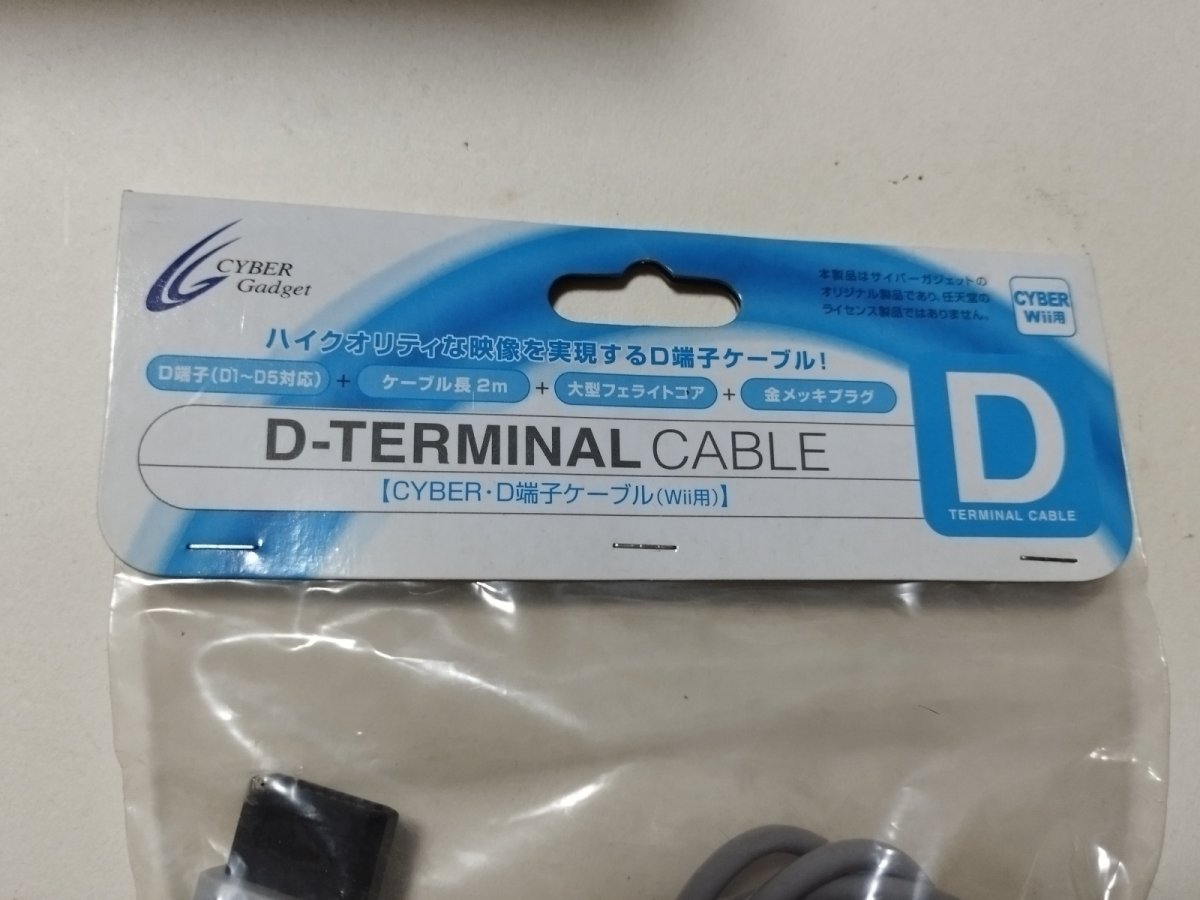 CYBER
Gadget
本製品はサイバーガジェットの
オリジナル製品であり、任天堂の
ライセンス製品ではありません。
CYBER
Wii用
ハイクオリティな映像を実現するD端子ケーブル!
D端子(D1〜D5対応) + ケーブル長 2m + 大型フェライトコア + 金メッキプラグ
D-TERMINAL CABLE
【CYBER・D端子ケーブル(Wii用)】
D
TERMINAL CABLE